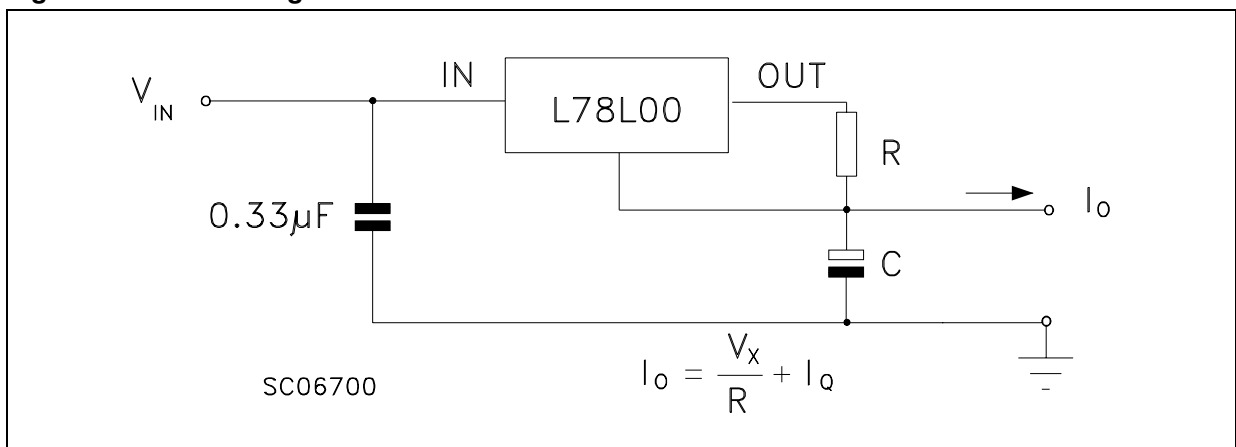 IN
OUT
V_IN
L78L00
R
0.33µF
I_O
C
I_O = V_X/R + I_Q
SC06700